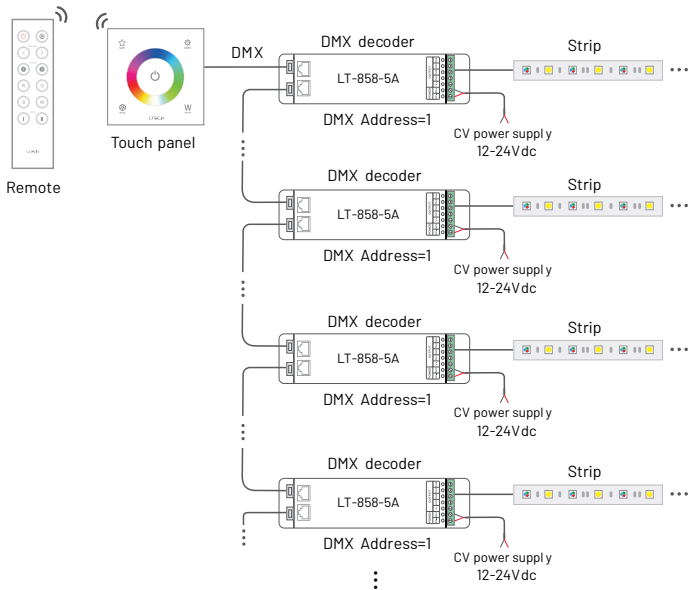 DMX decoder
Strip
DMX
LT-858-5A
W
LTECH
DMX Address=1
CV power supply
12-24Vdc
Touch panel
LTECH
Remote
DMX decoder
Strip
LT-858-5A
DMX Address=1
CV power supply
12-24Vdc
DMX decoder
Strip
LT-858-5A
DMX Address=1
CV power supply
12-24Vdc
DMX decoder
Strip
LT-858-5A
DMX Address=1
CV power supply
12-24Vdc